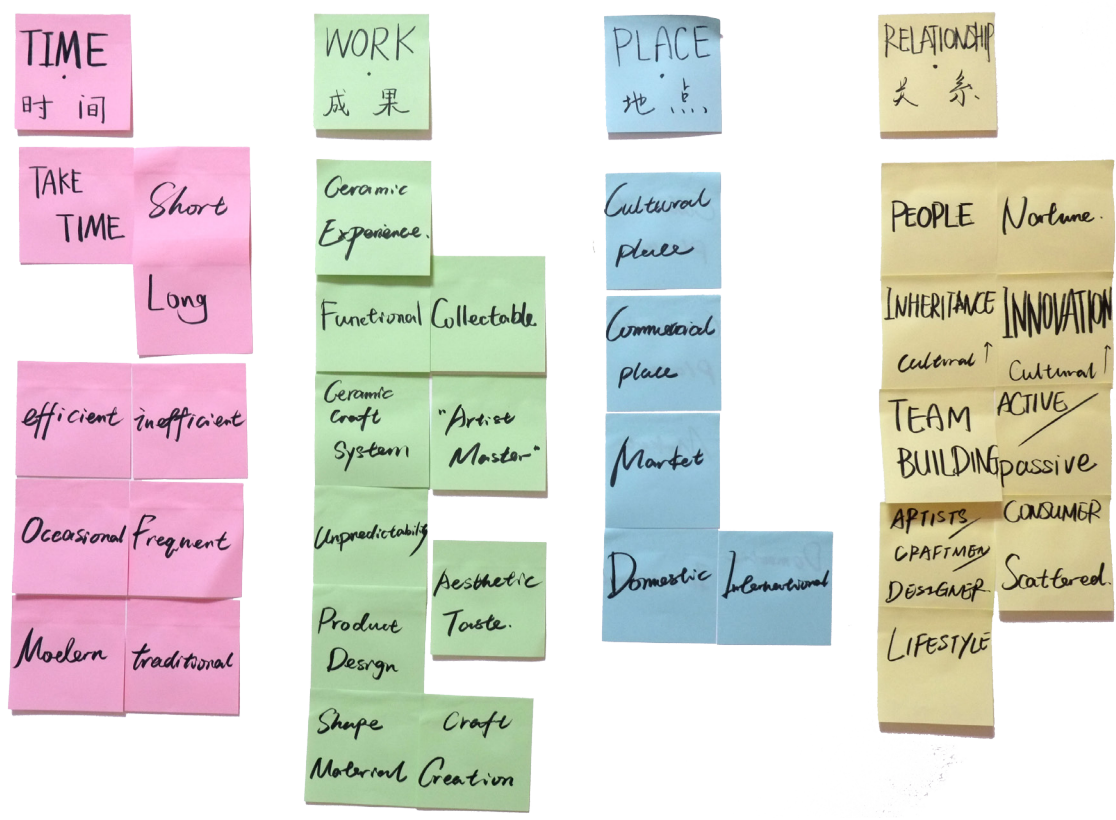 TIME
时间
TAKE
TIME
Short
Long
efficient
inefficient
Occasional
Frequent
Modern
traditional
WORK
成果
Ceramic
Experience.
Functional
Collectable
Ceramic
Craft
System
"Artist
Master"
Unpredictability
Aesthetic
Taste.
Product
Design
Shape
Material
Craft
Creation
PLACE
地点
Cultural
place
Commercial
place
Market
Domestic
International
RELATIONSHIP
关系
PEOPLE
INHERITANCE
Cultural ↑
INNOVATION
Cultural ↑
TEAM
BUILDING
ACTIVE /
passive
ARTISTS /
CRAFTMEN
DESIGNER.
CONSUMER
Scattered.
LIFESTYLE